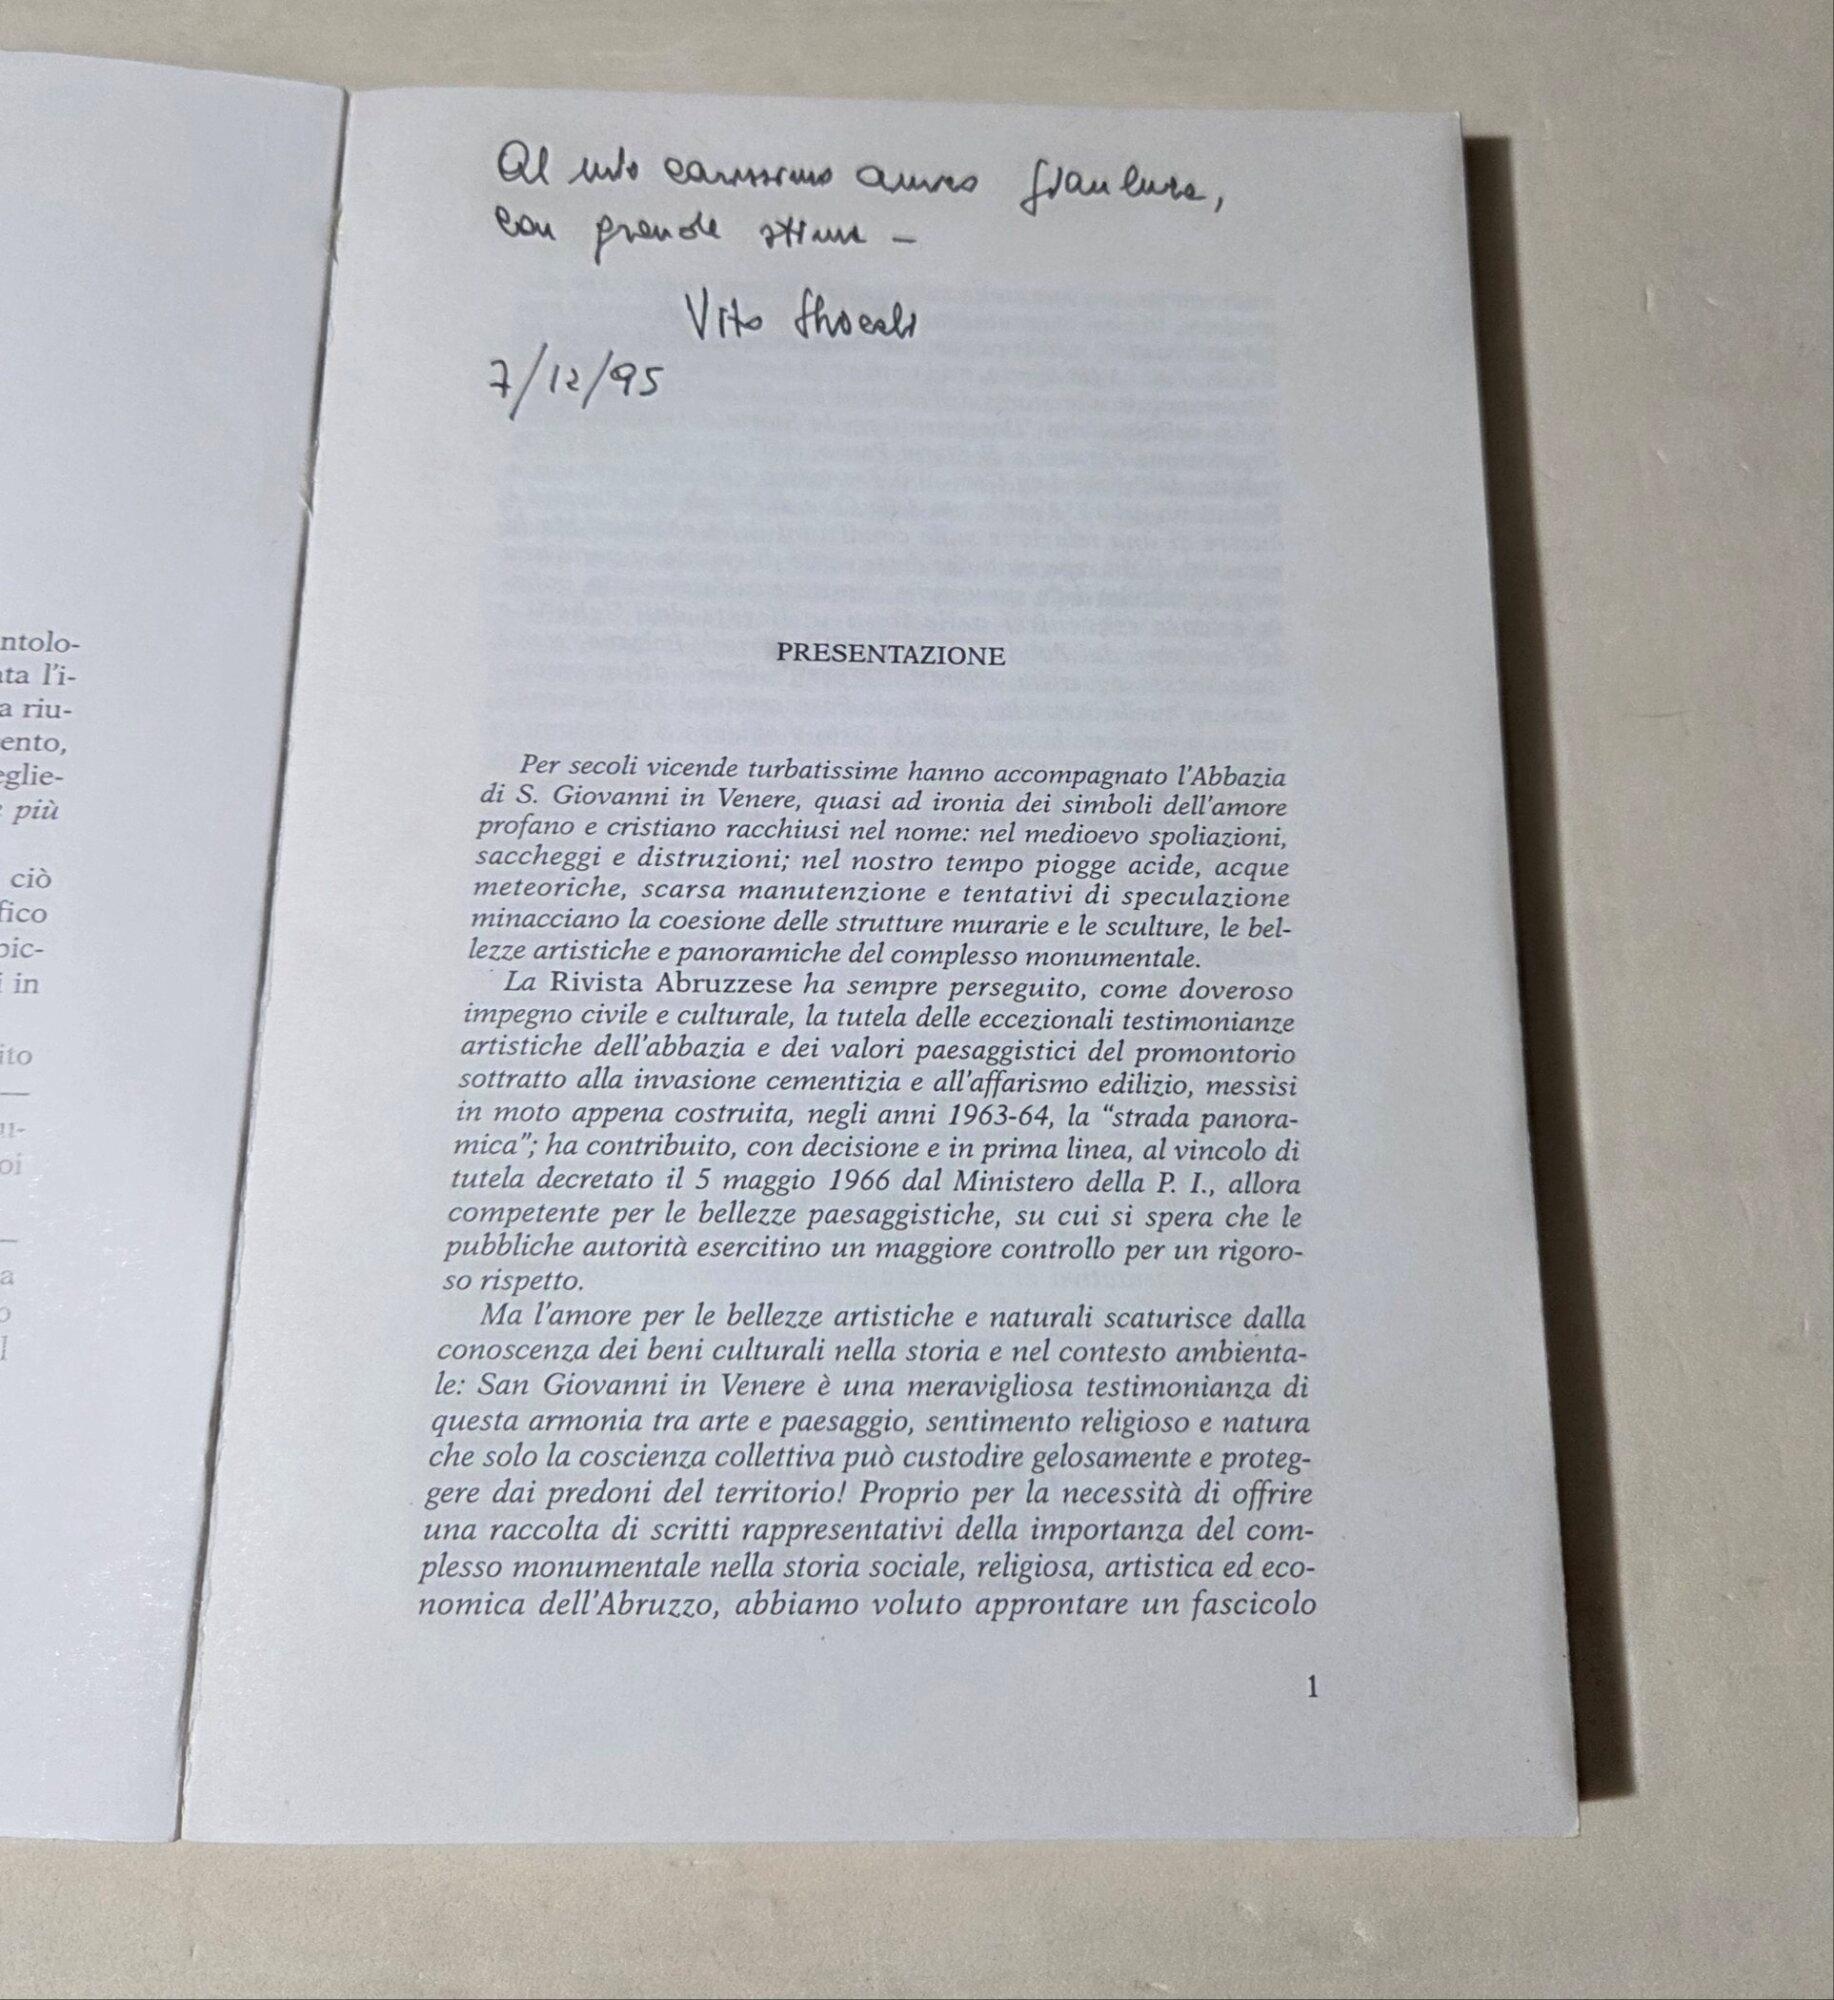 Al mio carissimo amico Gianluca,
con grande stima –
Vito
7/12/95
ntolo-
ta l'i-
a riu-
ento,
eglie-
più
ciò
fico
pic-
in
ito
u-
oi
a
o
l
PRESENTAZIONE
Per secoli vicende turbatissime hanno accompagnato l'Abbazia
di S. Giovanni in Venere, quasi ad ironia dei simboli dell'amore
profano e cristiano racchiusi nel nome: nel medioevo spoliazioni,
saccheggi e distruzioni; nel nostro tempo piogge acide, acque
meteoriche, scarsa manutenzione e tentativi di speculazione
minacciano la coesione delle strutture murarie e le sculture, le bel-
lezze artistiche e panoramiche del complesso monumentale.
La Rivista Abruzzese ha sempre perseguito, come doveroso
impegno civile e culturale, la tutela delle eccezionali testimonianze
artistiche dell'abbazia e dei valori paesaggistici del promontorio
sottratto alla invasione cementizia e all'affarismo edilizio, messisi
in moto appena costruita, negli anni 1963-64, la “strada panora-
mica”; ha contribuito, con decisione e in prima linea, al vincolo di
tutela decretato il 5 maggio 1966 dal Ministero della P. I., allora
competente per le bellezze paesaggistiche, su cui si spera che le
pubbliche autorità esercitino un maggiore controllo per un rigoro-
so rispetto.
Ma l'amore per le bellezze artistiche e naturali scaturisce dalla
conoscenza dei beni culturali nella storia e nel contesto ambienta-
le: San Giovanni in Venere è una meravigliosa testimonianza di
questa armonia tra arte e paesaggio, sentimento religioso e natura
che solo la coscienza collettiva può custodire gelosamente e proteg-
gere dai predoni del territorio! Proprio per la necessità di offrire
una raccolta di scritti rappresentativi della importanza del com-
plesso monumentale nella storia sociale, religiosa, artistica ed eco-
nomica dell'Abruzzo, abbiamo voluto approntare un fascicolo
1